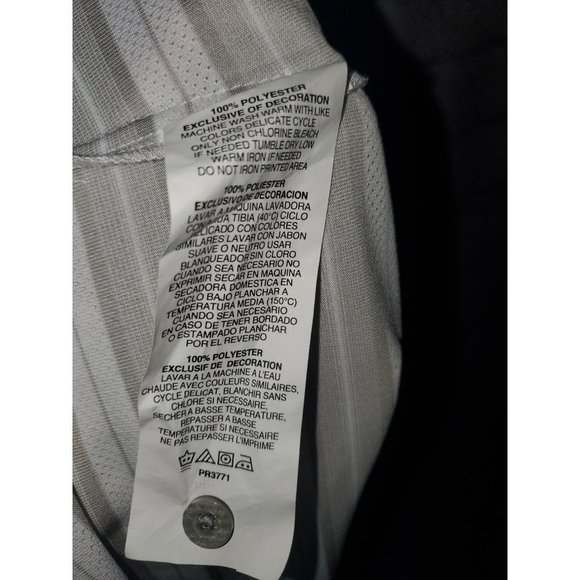 100% POLYESTER
EXCLUSIVE OF DECORATION
MACHINE WASH WARM WITH LIKE
COLORS DELICATE CYCLE
ONLY NON CHLORINE BLEACH
IF NEEDED TUMBLE DRY LOW
WARM IRON IF NEEDED
DO NOT IRON PRINTED AREA
100% POLIESTER
EXCLUSIVO DE DECORACION
LAVAR A MAQUINA LAVADORA
CON AGUA TIBIA (40°C) CICLO
DELICADO CON COLORES
SIMILARES LAVAR CON JABON
SUAVE O NEUTRO USAR
BLANQUEADOR SIN CLORO
CUANDO SEA NECESARIO NO
EXPRIMIR SECAR EN MAQUINA
SECADORA DOMESTICA EN
CICLO BAJO PLANCHAR A
TEMPERATURA MEDIA (150°C)
CUANDO SEA NECESARIO
EN CASO DE TENER BORDADO
O ESTAMPADO PLANCHAR
POR EL REVERSO
100% POLYESTER
EXCLUSIF DE DECORATION
LAVAR A LA MACHINE A L'EAU
CHAUDE AVEC COULEURS SIMILAIRES,
CYCLE DELICAT, BLANCHIR SANS
CHLORE SI NECESSAIRE,
SECHER A BASSE TEMPERATURE,
REPASSER A BASSE
TEMPERATURE SI NECESSAIRE
NE PAS REPASSER L'IMPRIME
PR3771